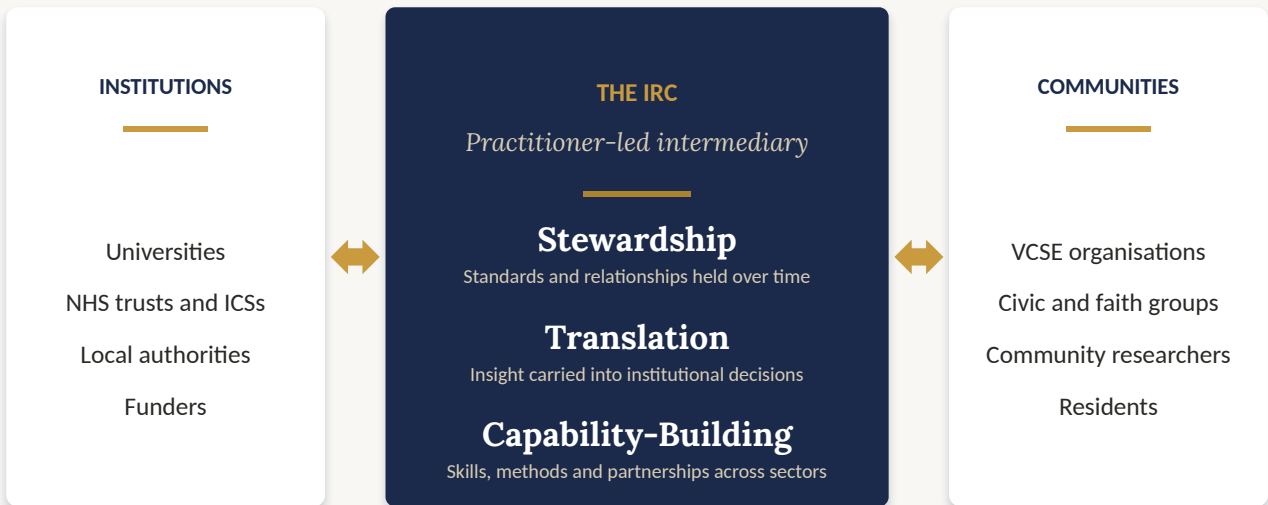 INSTITUTIONS
Universities
NHS trusts and ICSs
Local authorities
Funders
THE IRC
Practitioner-led intermediary
Stewardship
Standards and relationships held over time
Translation
Insight carried into institutional decisions
Capability-Building
Skills, methods and partnerships across sectors
COMMUNITIES
VCSE organisations
Civic and faith groups
Community researchers
Residents